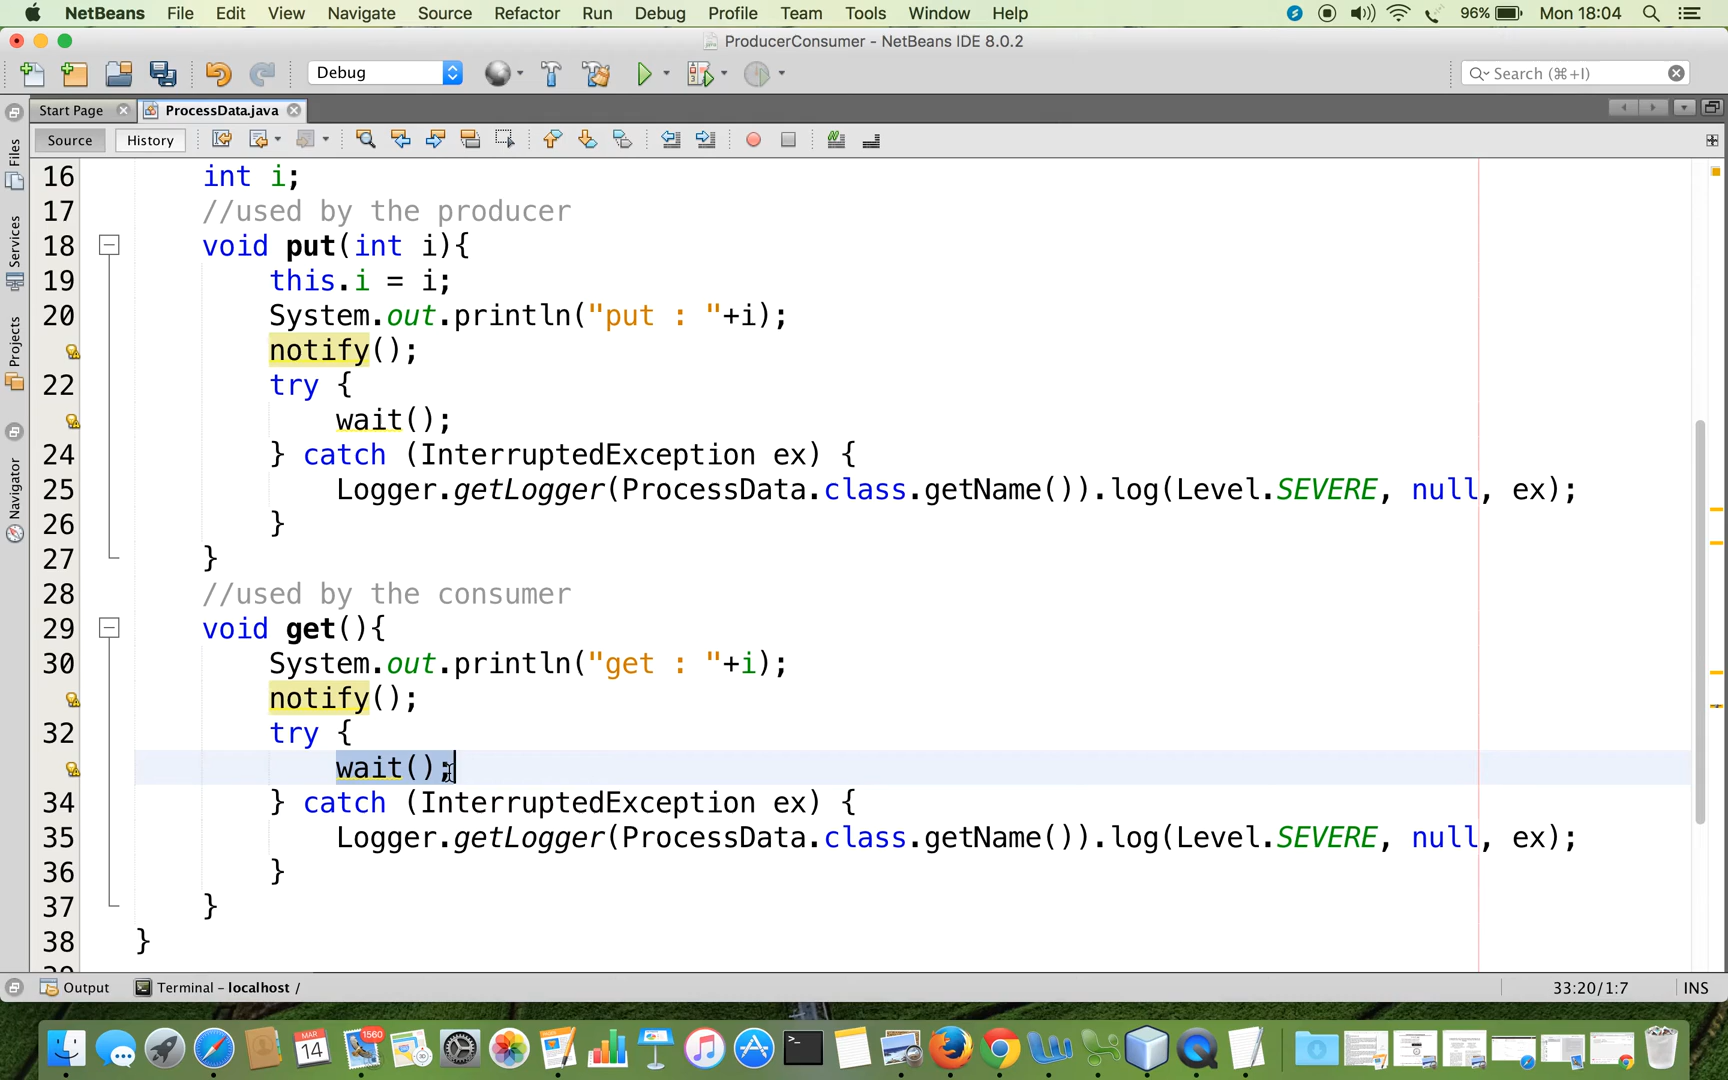 NetBeans File Edit View Navigate Source Refactor Run Debug Profile Team Tools Window Help 96% Mon 18:04
ProducerConsumer - NetBeans IDE 8.0.2
Debug Search (⌘+I)
Start Page ProcessData.java
Source History
Files
Services
Projects
Navigator
16 int i;
17 //used by the producer
18 void put(int i){
19 this.i = i;
20 System.out.println("put : "+i);
notify();
22 try {
wait();
24 } catch (InterruptedException ex) {
25 Logger.getLogger(ProcessData.class.getName()).log(Level.SEVERE, null, ex);
26 }
27 }
28 //used by the consumer
29 void get(){
30 System.out.println("get : "+i);
notify();
32 try {
wait();
34 } catch (InterruptedException ex) {
35 Logger.getLogger(ProcessData.class.getName()).log(Level.SEVERE, null, ex);
36 }
37 }
38 }
Output Terminal - localhost / 33:20/1:7 INS
MAR
14
1560